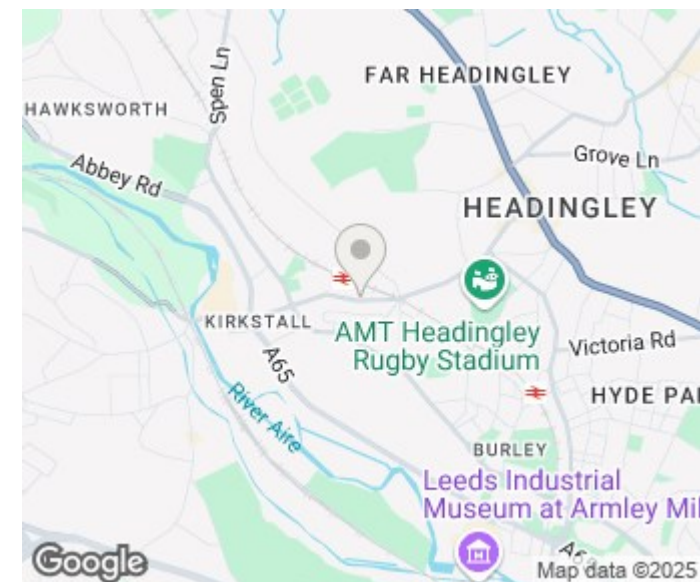 Spen Ln
FAR HEADINGLEY
HAWKSWORTH
Grove Ln
Abbey Rd
HEADINGLEY
KIRKSTALL
AMT Headingley
Rugby Stadium
A65
Victoria Rd
River Aire
HYDE PAR
BURLEY
Leeds Industrial
Museum at Armley Mil
Google
Map data ©2025